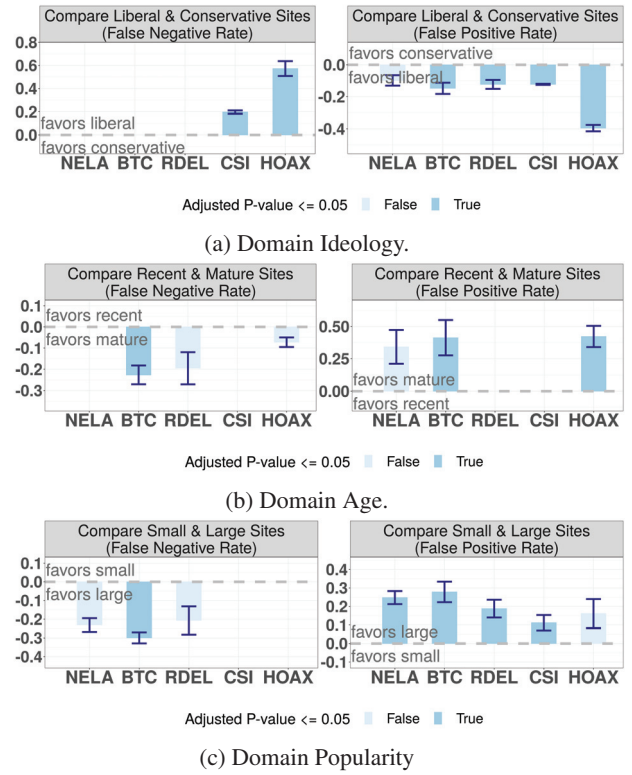 Compare Liberal & Conservative Sites
(False Negative Rate)
0.8
0.6
0.4
0.2
0.0
favors liberal
favors conservative
NELA BTC RDEL CSI HOAX
Compare Liberal & Conservative Sites
(False Positive Rate)
favors conservative
0.0
favors liberal
-0.2
-0.4
NELA BTC RDEL CSI HOAX
Adjusted P-value <= 0.05 False True
(a) Domain Ideology.
Compare Recent & Mature Sites
(False Negative Rate)
0.1
favors recent
0.0
favors mature
-0.1
-0.2
-0.3
NELA BTC RDEL CSI HOAX
Compare Recent & Mature Sites
(False Positive Rate)
0.50
0.25
favors mature
0.00
favors recent
NELA BTC RDEL CSI HOAX
Adjusted P-value <= 0.05 False True
(b) Domain Age.
Compare Small & Large Sites
(False Negative Rate)
0.1
favors small
0.0
favors large
-0.1
-0.2
-0.3
-0.4
NELA BTC RDEL CSI HOAX
Compare Small & Large Sites
(False Positive Rate)
0.4
0.3
0.2
0.1
favors large
0.0
favors small
-0.1
NELA BTC RDEL CSI HOAX
Adjusted P-value <= 0.05 False True
(c) Domain Popularity